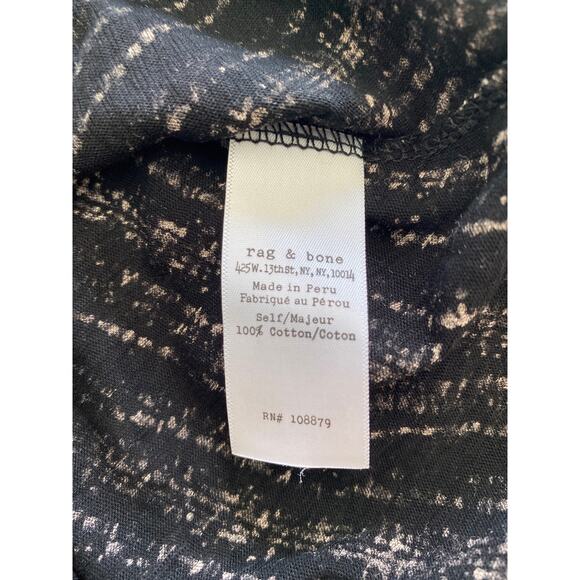 rag & bone
425W.13thSt,NY,NY,10014
Made in Peru
Fabriqué au Pérou
Self/Majeur
100% Cotton/Coton
RN# 108879